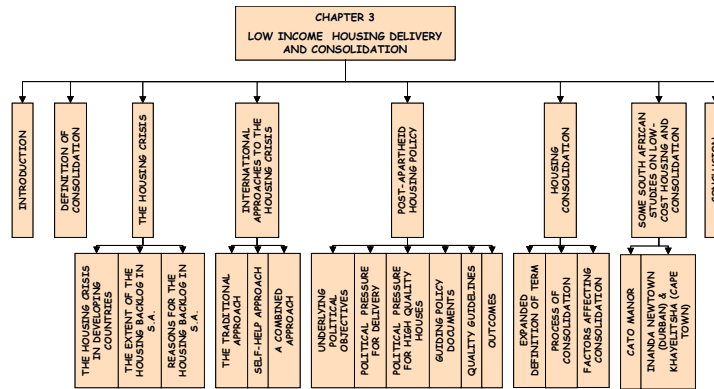 CHAPTER 3
LOW INCOME HOUSING DELIVERY
AND CONSOLIDATION
INTRODUCTION
DEFINITION OF
CONSOLIDATION
THE HOUSING CRISIS
INTERNATIONAL
APPROACHES TO THE
HOUSING CRISIS
POST-APARTHEID
HOUSING POLICY
HOUSING
CONSOLIDATION
SOME SOUTH AFRICAN
STUDIES ON LOW-
COST HOUSING AND
CONSOLIDATION
THE HOUSING CRISIS
IN DEVELOPING
COUNTRIES
THE EXTENT OF THE
HOUSING BACKLOG IN
S.A.
REASONS FOR THE
HOUSING BACKLOG IN
S.A.
THE TRADITIONAL
APPROACH
SELF-HELP APPROACH
A COMBINED
APPROACH
UNDERLYING
POLITICAL
OBJECTIVES
POLITICAL PRESSURE
FOR DELIVERY
POLITICAL PRESSURE
FOR HIGH QUALITY
HOUSES
GUIDING POLICY
DOCUMENTS
QUALITY GUIDELINES
OUTCOMES
EXPANDED
DEFINITION OF TERM
PROCESS OF
CONSOLIDATION
FACTORS AFFECTING
CONSOLIDATION
CATO MANOR
INANDA NEWTOWN
(DURBAN) &
KHAYELITSHA (CAPE
TOWN)